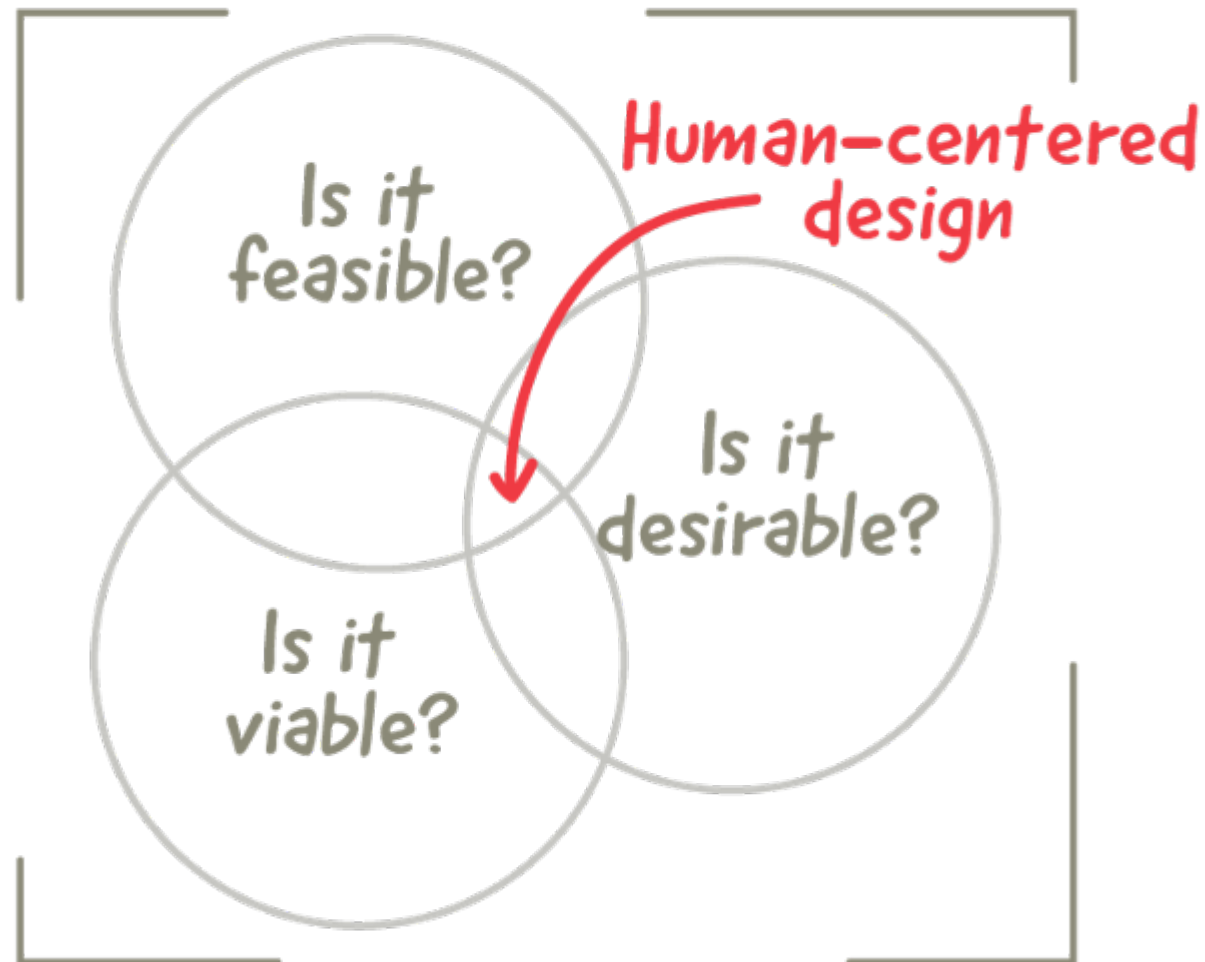 Human-centered
design
Is it
feasible?
Is it
desirable?
Is it
viable?